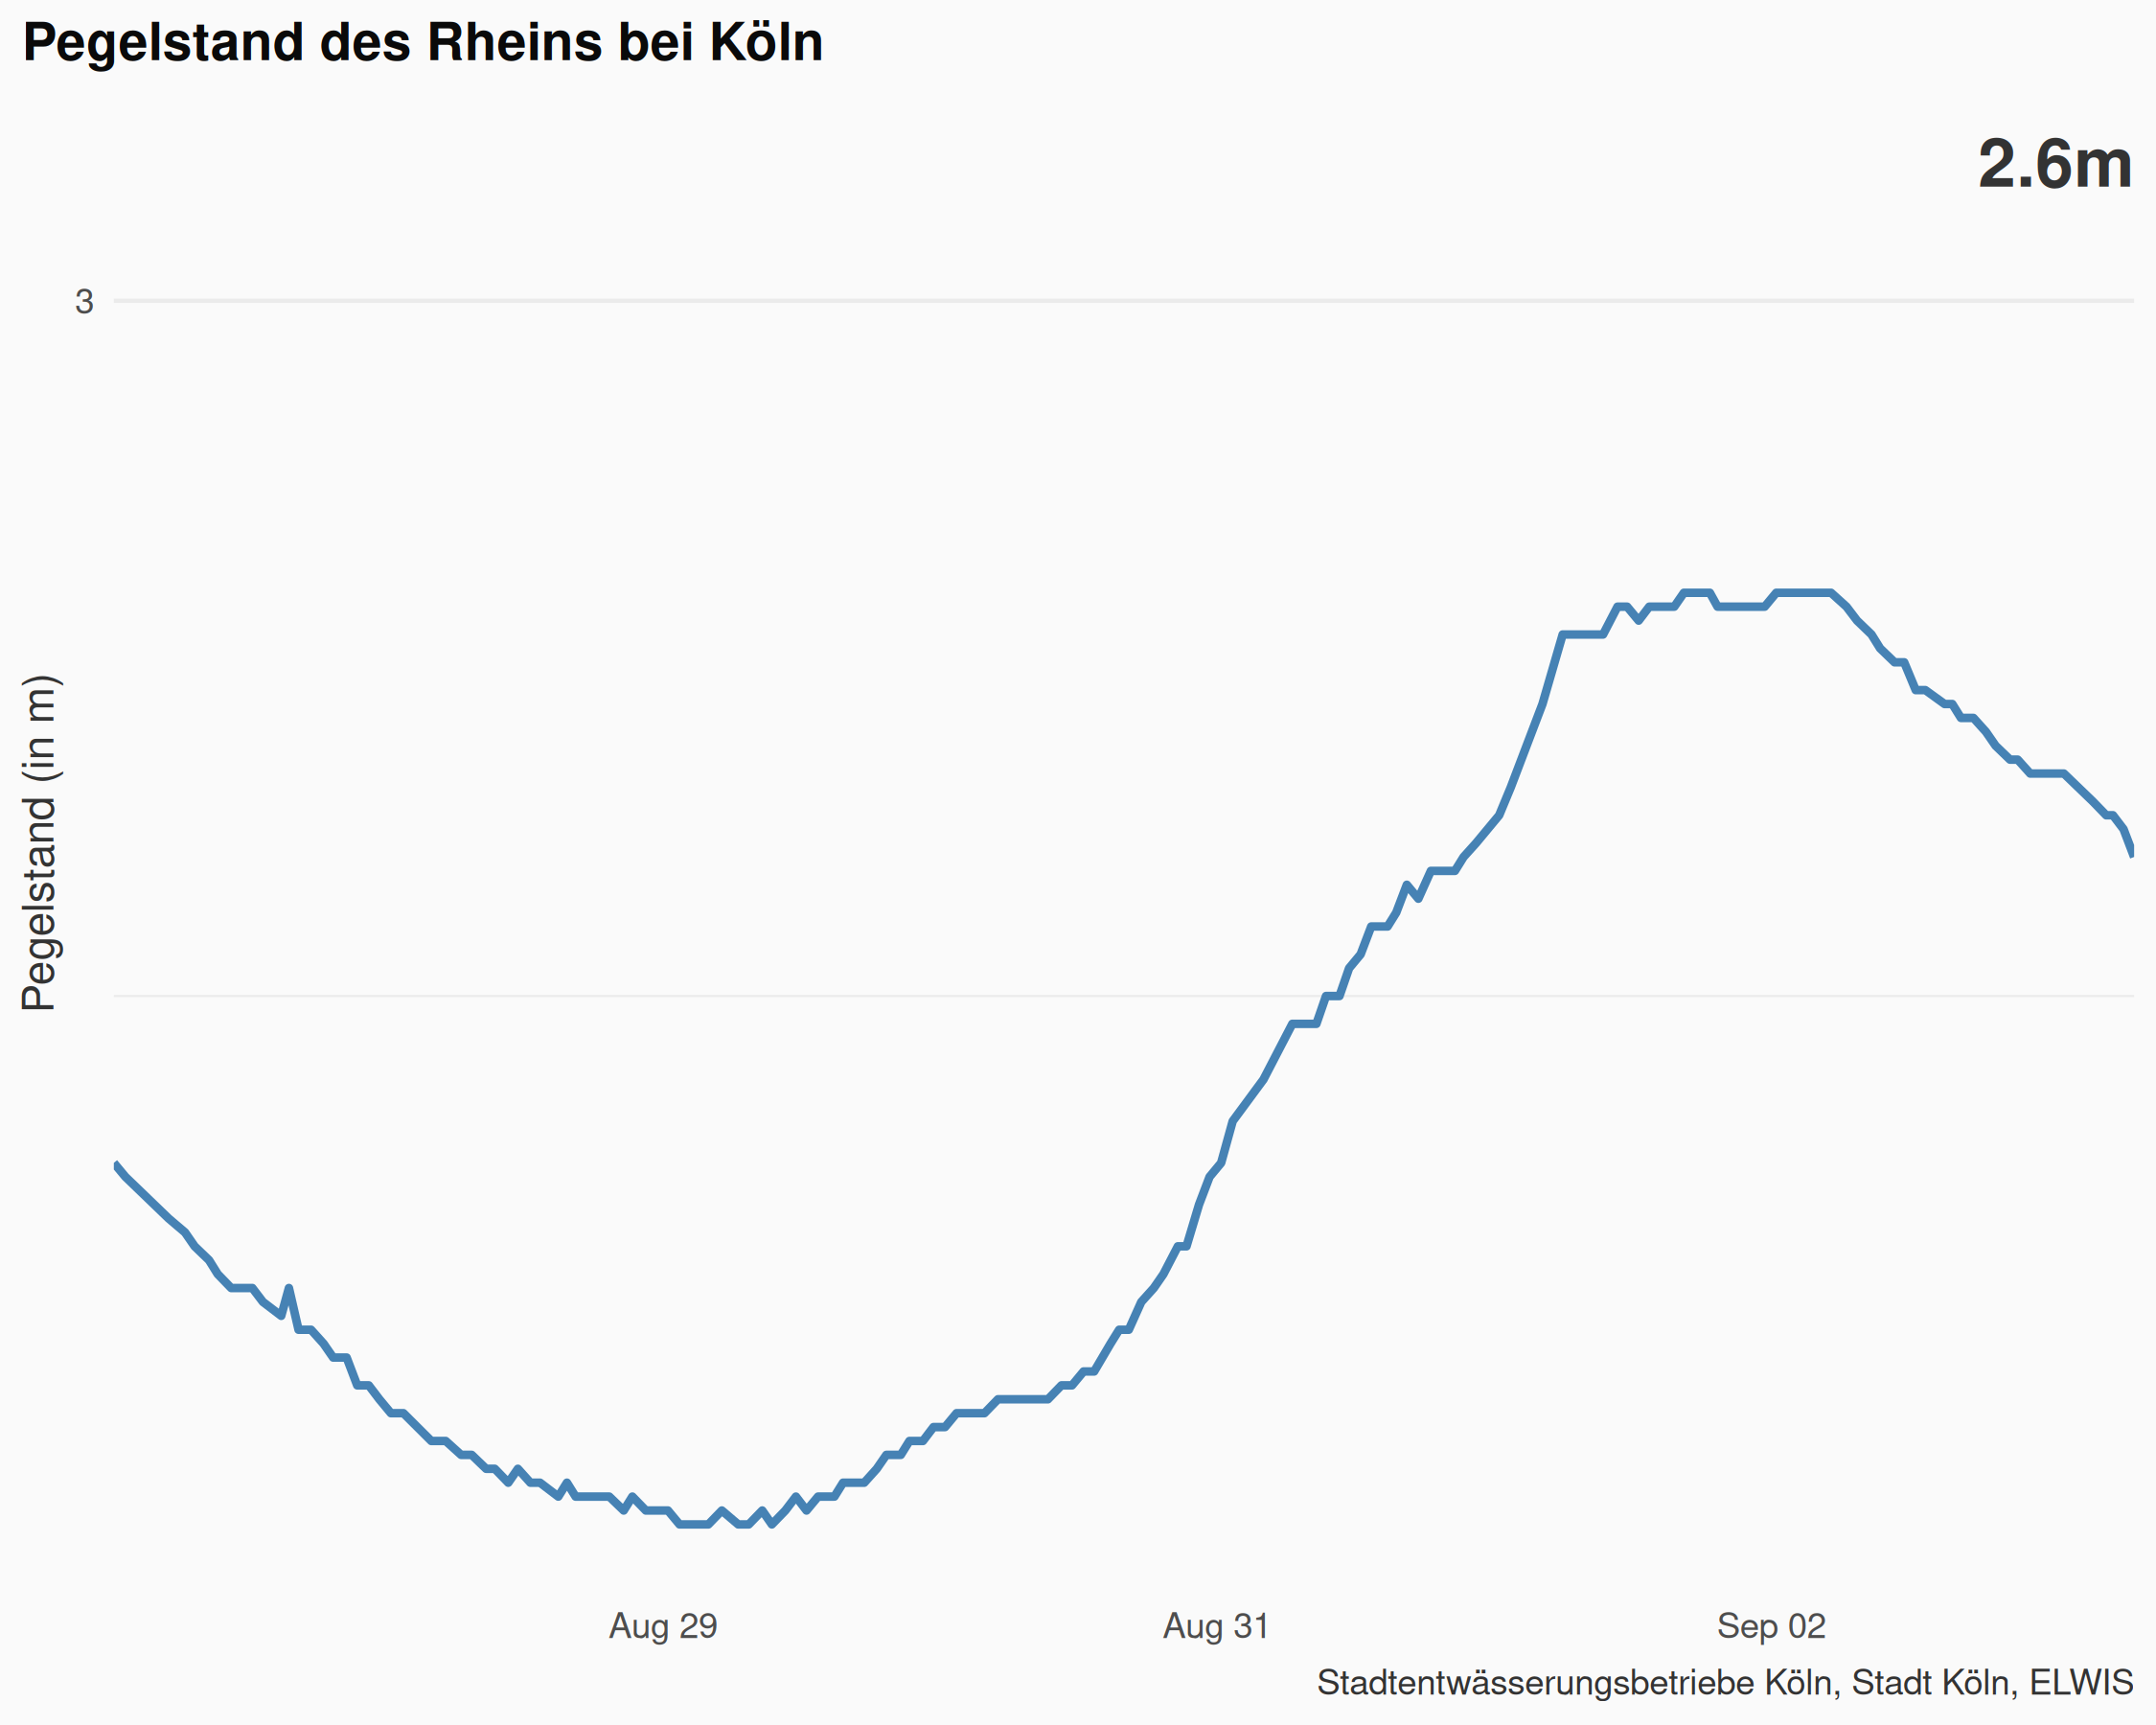 Pegelstand des Rheins bei Köln
2.6m
3
Pegelstand (in m)
Aug 29
Aug 31
Sep 02
Stadtentwässerungsbetriebe Köln, Stadt Köln, ELWIS